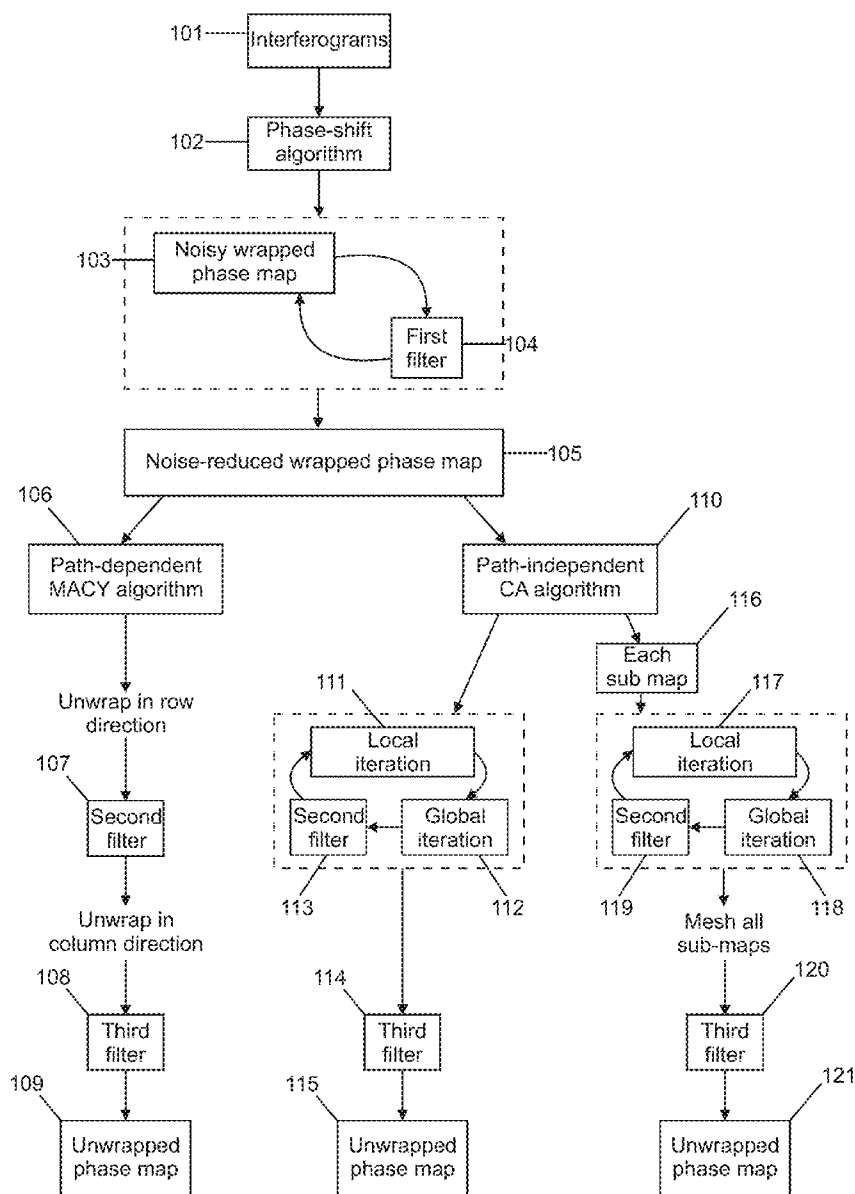 101
Interferograms
102
Phase-shift
algorithm
103
Noisy wrapped
phase map
First
filter
104
Noise-reduced wrapped phase map
105
106
110
Path-dependent
MACY algorithm
Path-independent
CA algorithm
116
Each
sub map
Unwrap in row
direction
111
117
Local
iteration
Local
iteration
107
Second
filter
Second
filter
Global
iteration
Second
filter
Global
iteration
113
112
119
118
Unwrap in
column direction
Mesh all
sub-maps
108
114
120
Third
filter
Third
filter
Third
filter
109
115
121
Unwrapped
phase map
Unwrapped
phase map
Unwrapped
phase map